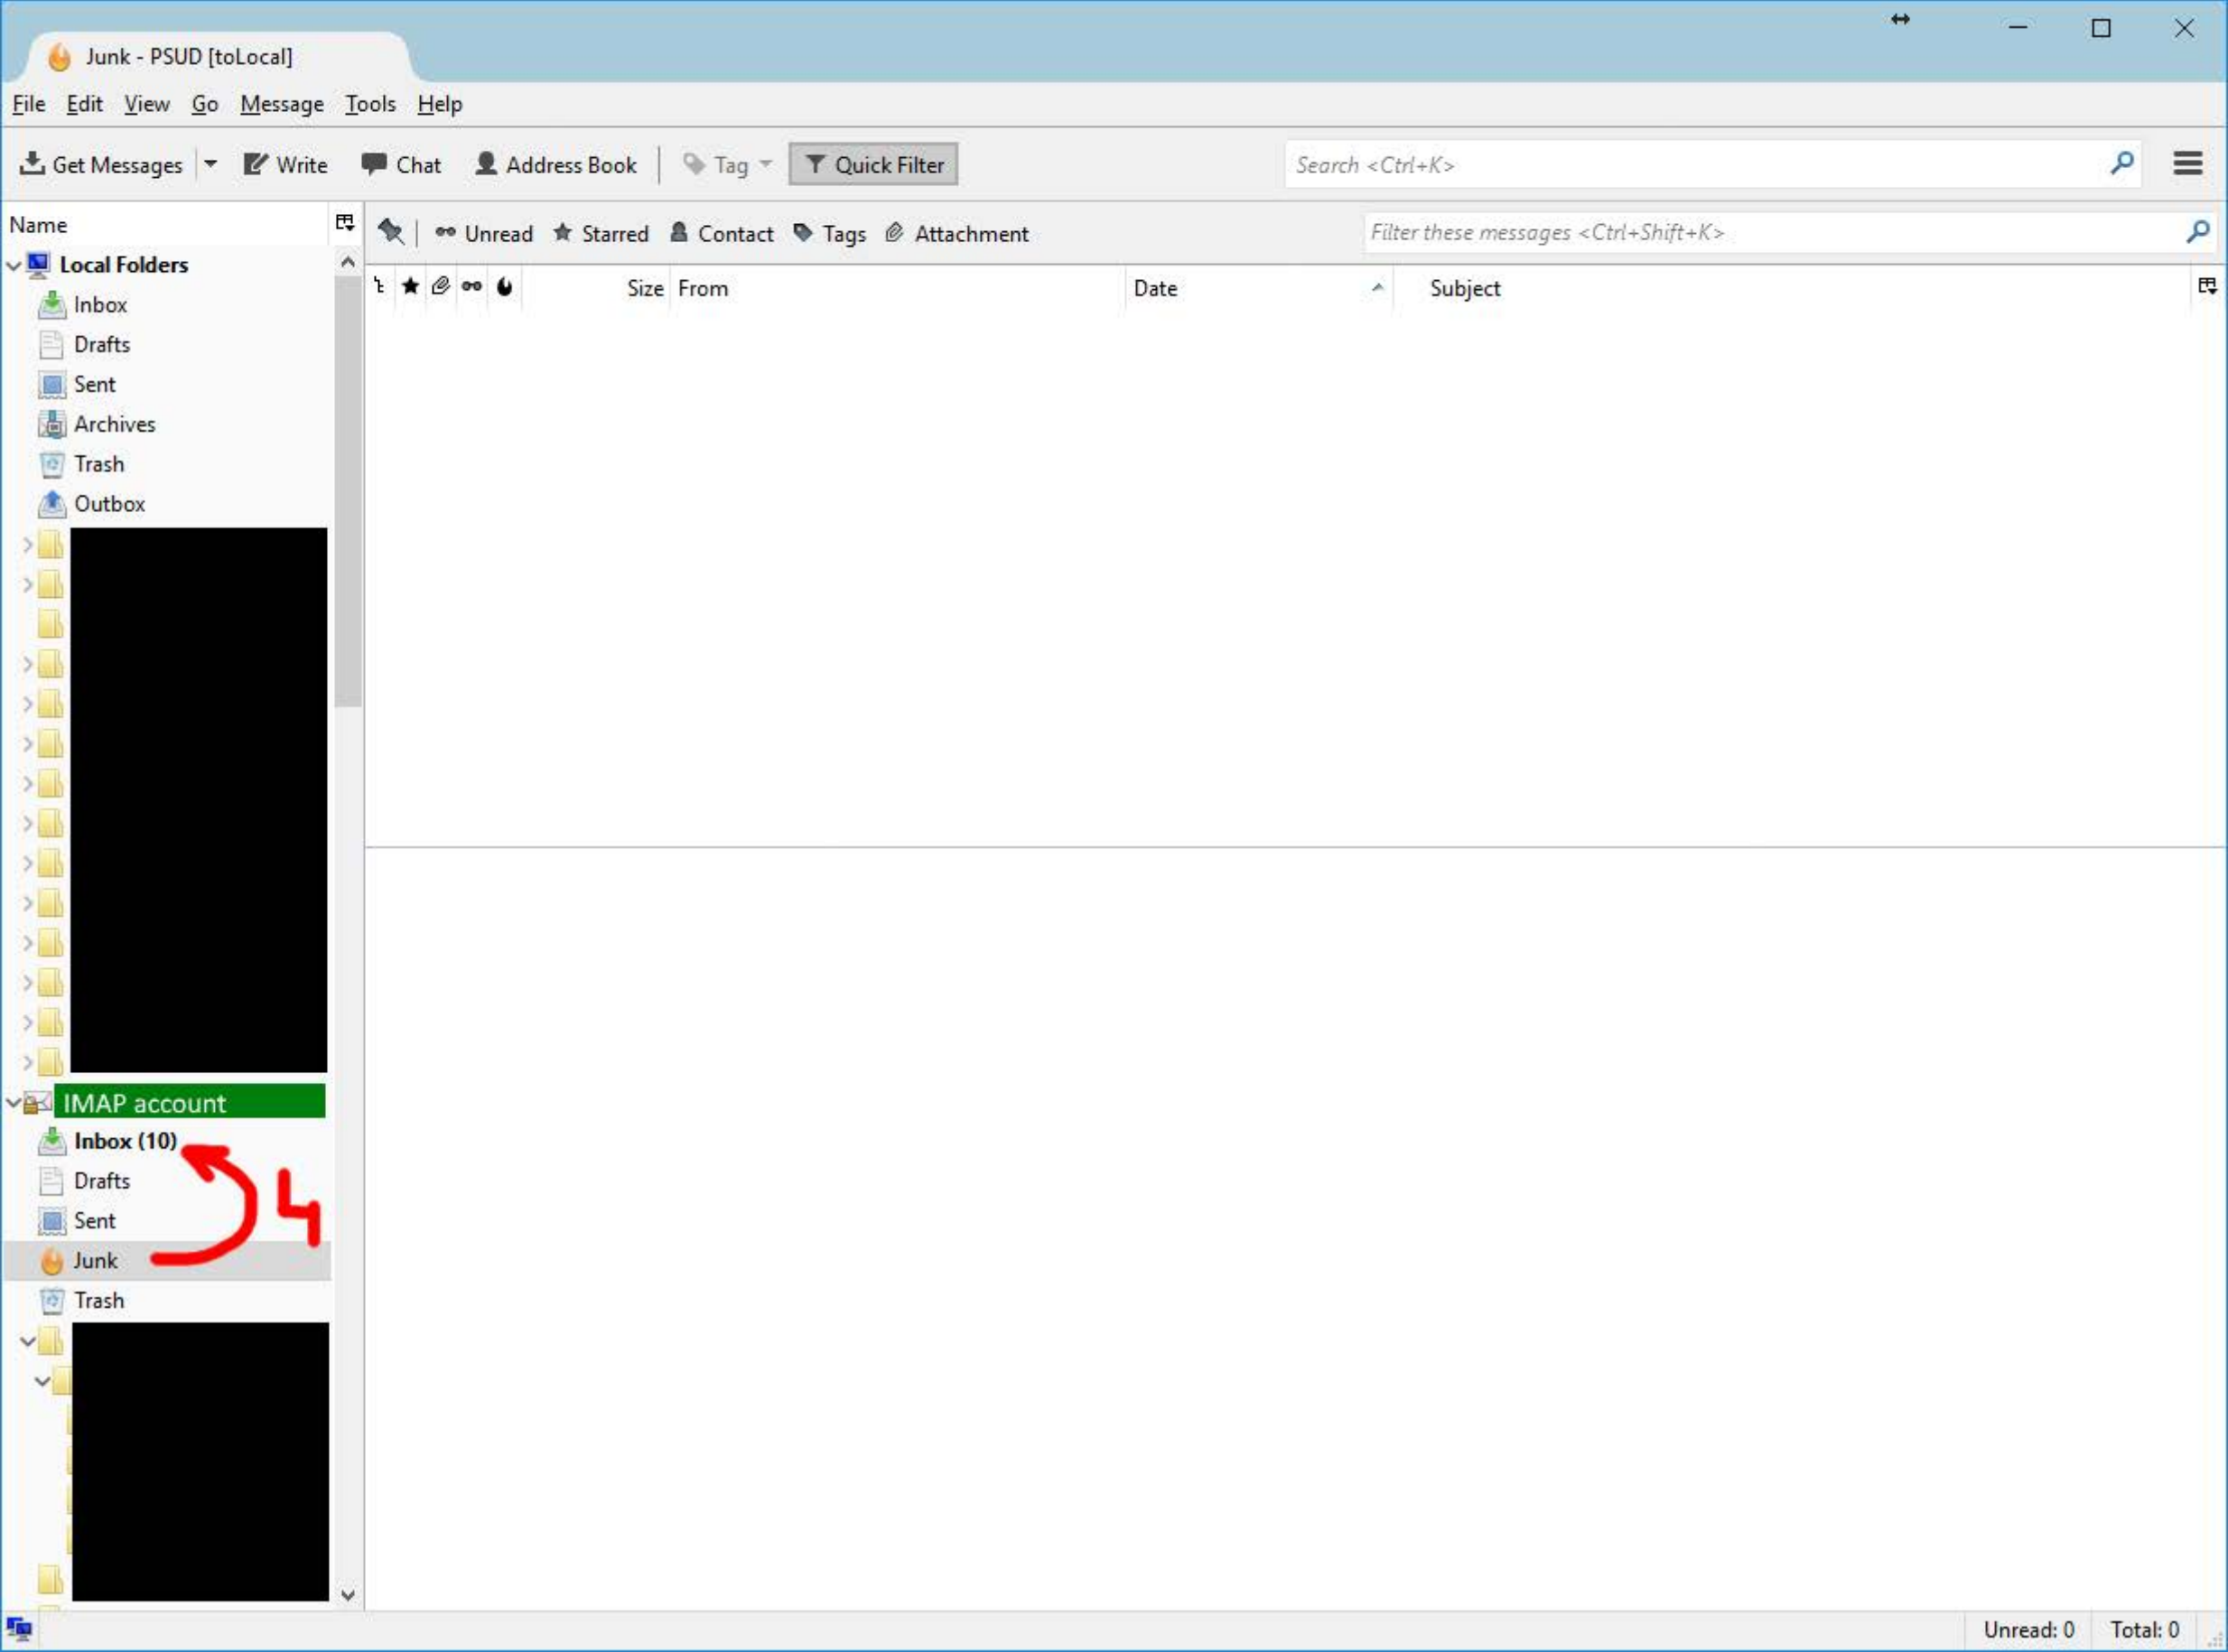 Junk - PSUD [toLocal]
File Edit View Go Message Tools Help
Get Messages Write Chat Address Book Tag Quick Filter Search <Ctrl+K>
Name Unread Starred Contact Tags Attachment Filter these messages <Ctrl+Shift+K>
Local Folders
Size From Date Subject
Inbox
Drafts
Sent
Archives
Trash
Outbox
IMAP account
Inbox (10)
Drafts
4
Sent
Junk
Trash
Unread: 0 Total: 0